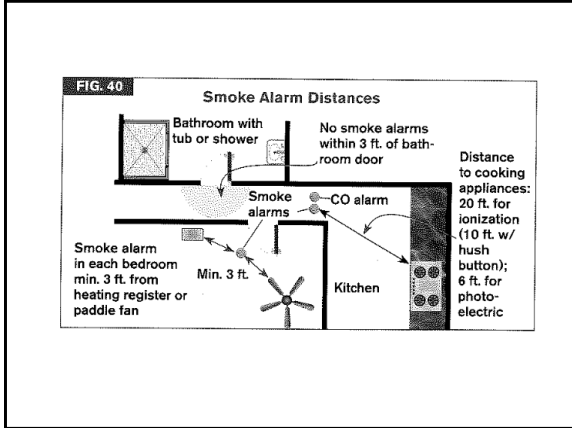 FIG. 40
Smoke Alarm Distances
Bathroom with
tub or shower
No smoke alarms
within 3 ft. of bath-
room door
Distance
to cooking
appliances:
20 ft. for
ionization
(10 ft. w/
hush
button);
6 ft. for
photo-
electric
Smoke
alarms
CO alarm
Smoke alarm
in each bedroom
min. 3 ft. from
heating register or
paddle fan
Min. 3 ft.
Kitchen